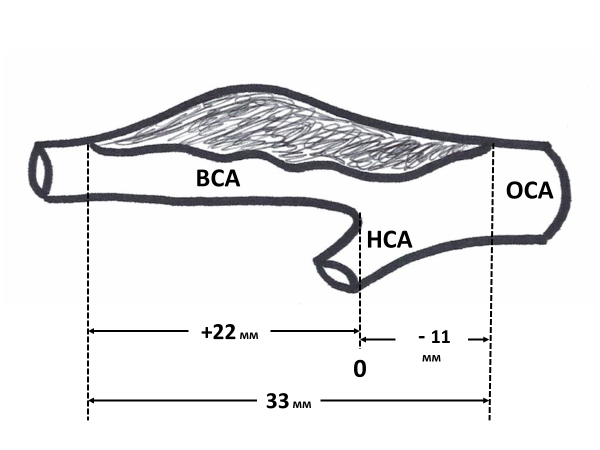 ВСА
ОСА
НСА
+22 мм
- 11
мм
0
33 мм